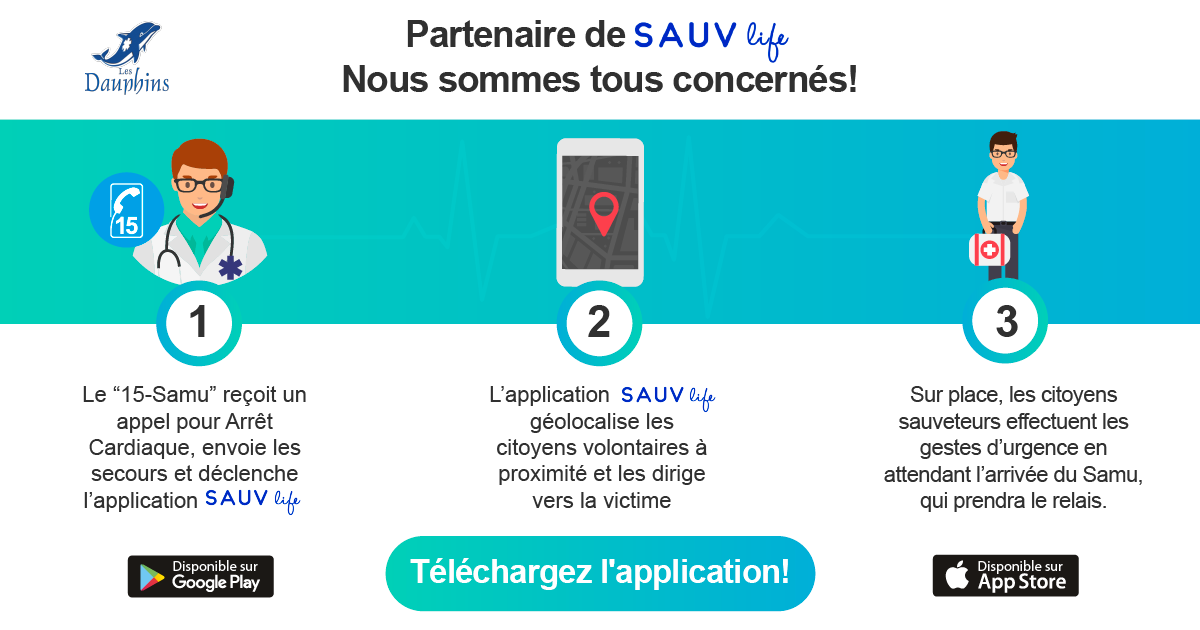 Les
Dauphins
Partenaire de SAUV life
Nous sommes tous concernés!
15
1
Le “15-Samu” reçoit un
appel pour Arrêt
Cardiaque, envoie les
secours et déclenche
l’application SAUV life
2
L’application SAUV life
géolocalise les
citoyens volontaires à
proximité et les dirige
vers la victime
3
Sur place, les citoyens
sauveteurs effectuent les
gestes d’urgence en
attendant l’arrivée du Samu,
qui prendra le relais.
Disponible sur
Google Play
Téléchargez l'application!
Disponible sur
App Store